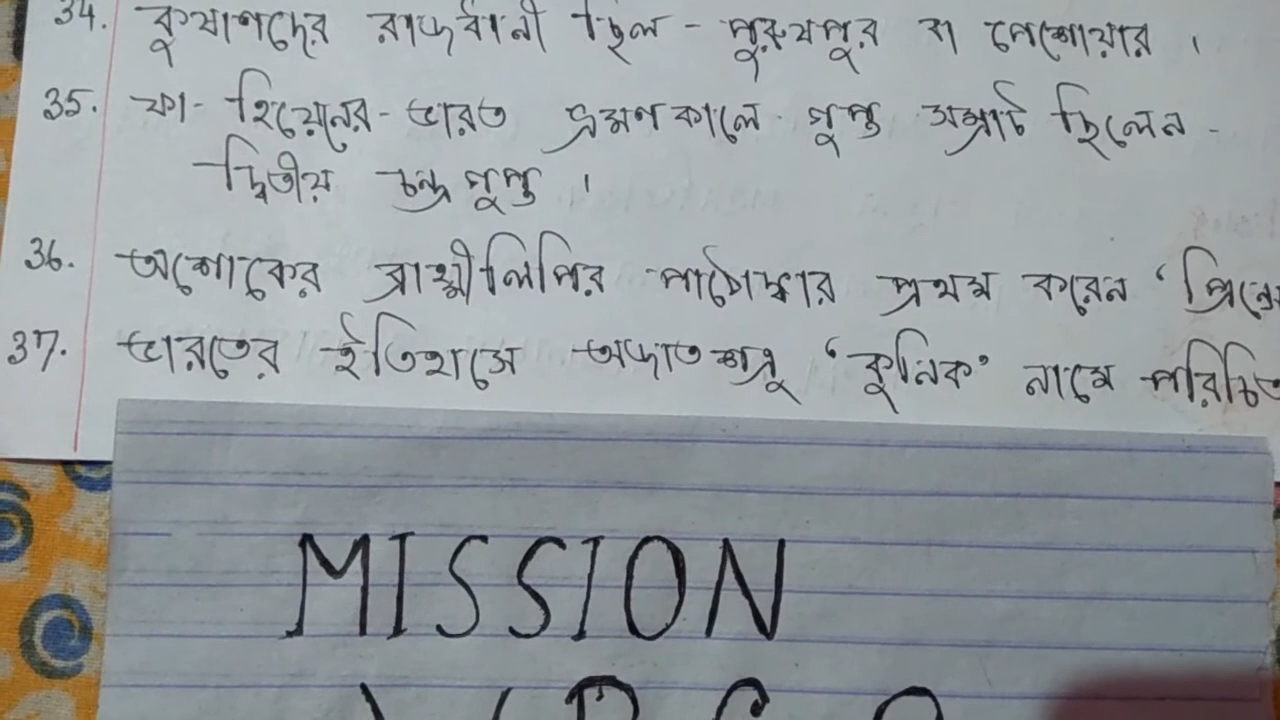 34. কুষাণদের রাজধানী ছিল - পুরুষপুর বা পেশোয়ার ।
35. ফা - হিয়েনের - ভারত ভ্রমণকালে গুপ্ত সম্রাট ছিলেন -
দ্বিতীয় চন্দ্রগুপ্ত ।
36. অশোকের ব্রাহ্মীলিপির পাঠোদ্ধার প্রথম করেন
37. ভারতের ইতিহাসে অজাতশত্রু ‘কুনিক’ নামে পরিচিত
MISSION